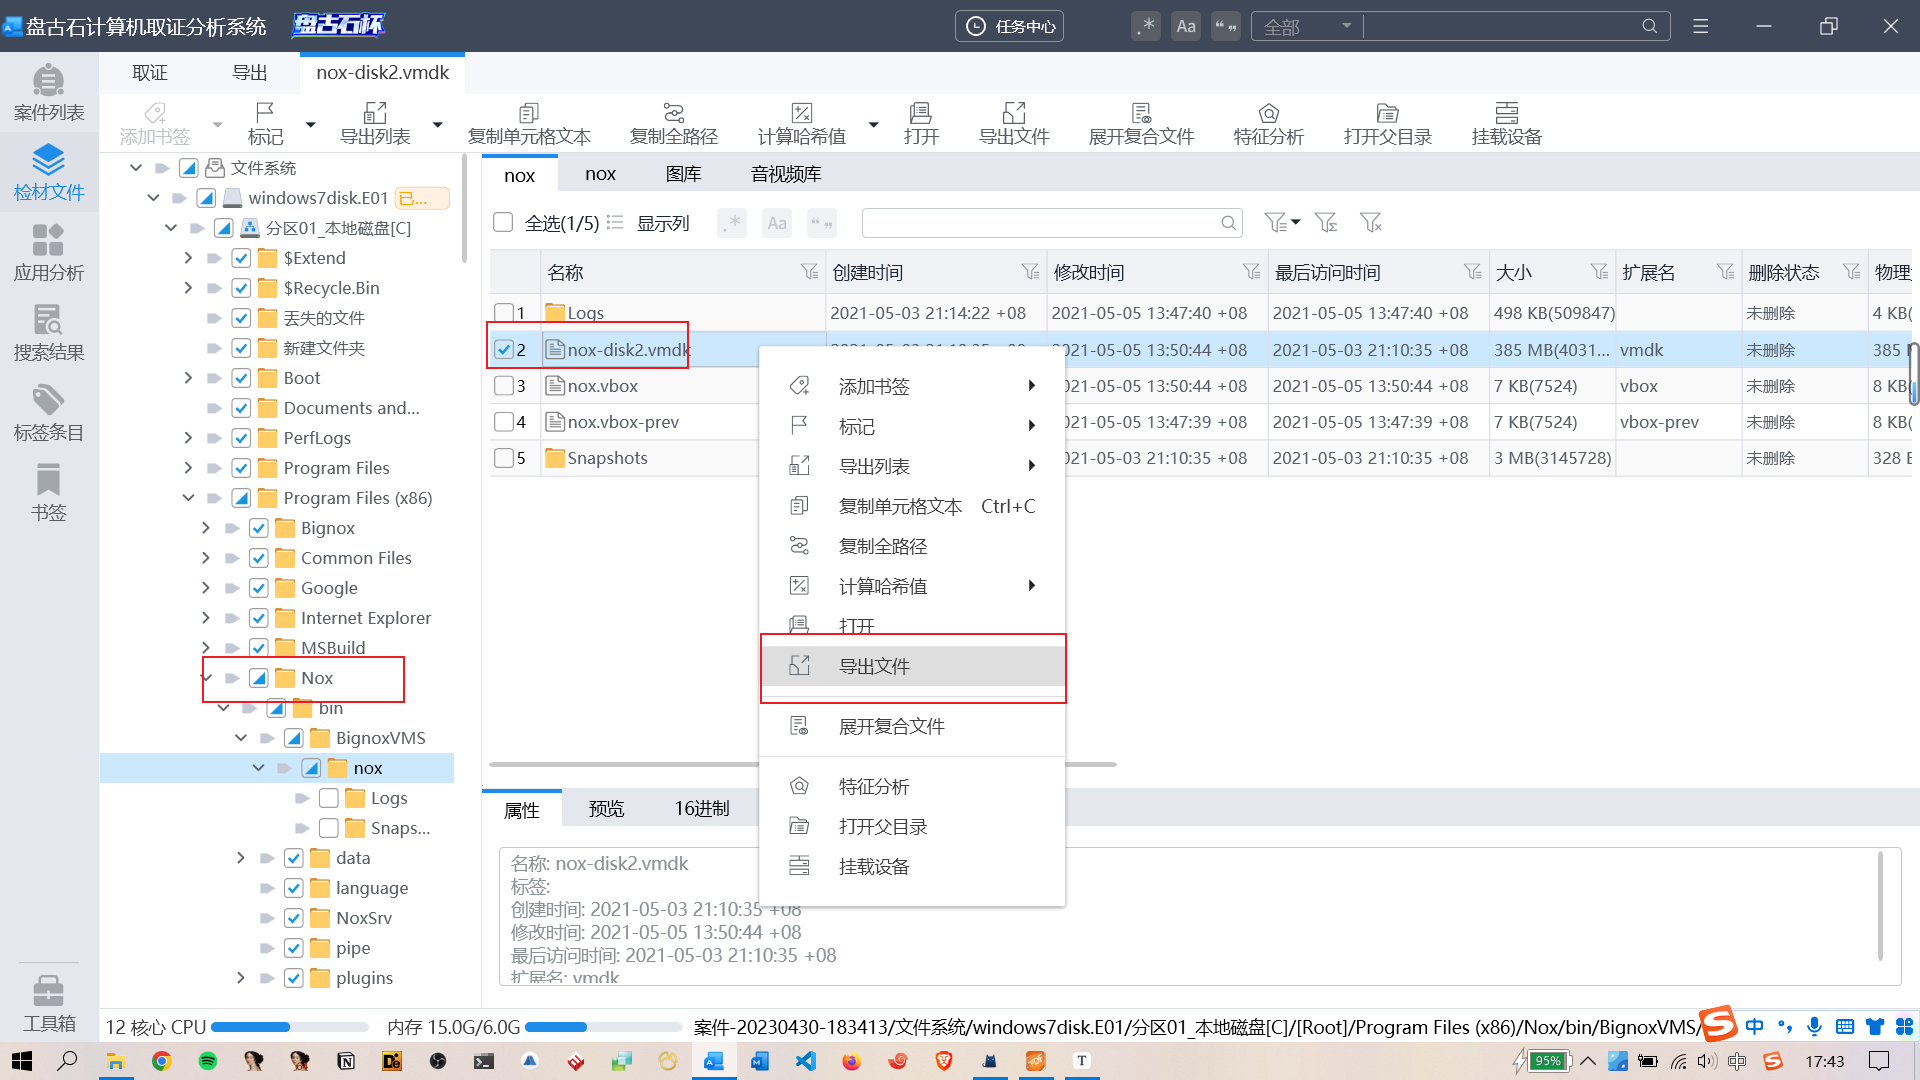 盘古石计算机取证分析系统
盘古石杯
任务中心
.*
Aa
“ ”
全部
取证
导出
nox-disk2.vmdk
添加书签
标记
导出列表
复制单元格文本
复制全路径
计算哈希值
打开
导出文件
展开复合文件
特征分析
打开父目录
挂载设备
案件列表
检材文件
应用分析
搜索结果
标签条目
书签
工具箱
文件系统
windows7disk.E01
已...
分区01_本地磁盘[C]
$Extend
$Recycle.Bin
丢失的文件
新建文件夹
Boot
Documents and...
PerfLogs
Program Files
Program Files (x86)
Bignox
Common Files
Google
Internet Explorer
MSBuild
Nox
bin
BignoxVMS
nox
Logs
Snaps...
data
language
NoxSrv
pipe
plugins
nox
nox
图库
音视频库
全选(1/5)
显示列
.*
Aa
“ ”
名称
创建时间
修改时间
最后访问时间
大小
扩展名
删除状态
1 Logs 2021-05-03 21:14:22 +08 2021-05-05 13:47:40 +08 2021-05-05 13:47:40 +08 498 KB(509847) 未删除 4 KB(
2 nox-disk2.vmdk 2021-05-05 13:50:44 +08 2021-05-03 21:10:35 +08 385 MB(4031... vmdk 未删除 385
3 nox.vbox 2021-05-05 13:50:44 +08 2021-05-05 13:50:44 +08 7 KB(7524) vbox 未删除 8 KB(
4 nox.vbox-prev 2021-05-05 13:47:39 +08 2021-05-05 13:47:39 +08 7 KB(7524) vbox-prev 未删除 8 KB(
5 Snapshots 2021-05-03 21:10:35 +08 2021-05-03 21:10:35 +08 3 MB(3145728) 未删除 328
添加书签
标记
导出列表
复制单元格文本 Ctrl+C
复制全路径
计算哈希值
打开
导出文件
展开复合文件
特征分析
打开父目录
挂载设备
属性
预览
16进制
名称: nox-disk2.vmdk
标签:
创建时间: 2021-05-03 21:10:35 +08
修改时间: 2021-05-05 13:50:44 +08
最后访问时间: 2021-05-03 21:10:35 +08
扩展名: vmdk
12 核心 CPU
内存 15.0G/6.0G
案件-20230430-183413/文件系统/windows7disk.E01/分区01_本地磁盘[C]/[Root]/Program Files (x86)/Nox/bin/BignoxVMS/
中
95%
中
17:43